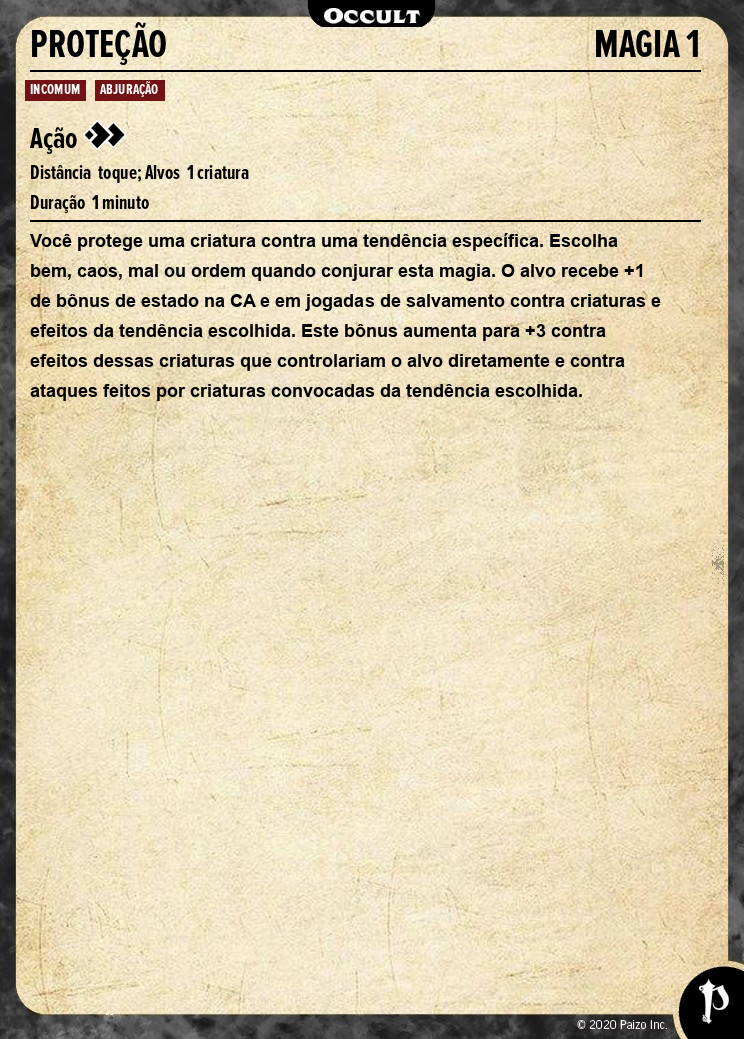 Occult
PROTEÇÃO MAGIA 1
INCOMUM ABJURAÇÃO
Ação
Distância toque; Alvos 1 criatura
Duração 1 minuto
Você protege uma criatura contra uma tendência específica. Escolha
bem, caos, mal ou ordem quando conjurar esta magia. O alvo recebe +1
de bônus de estado na CA e em jogadas de salvamento contra criaturas e
efeitos da tendência escolhida. Este bônus aumenta para +3 contra
efeitos dessas criaturas que controlariam o alvo diretamente e contra
ataques feitos por criaturas convocadas da tendência escolhida.
© 2020 Paizo Inc.
p